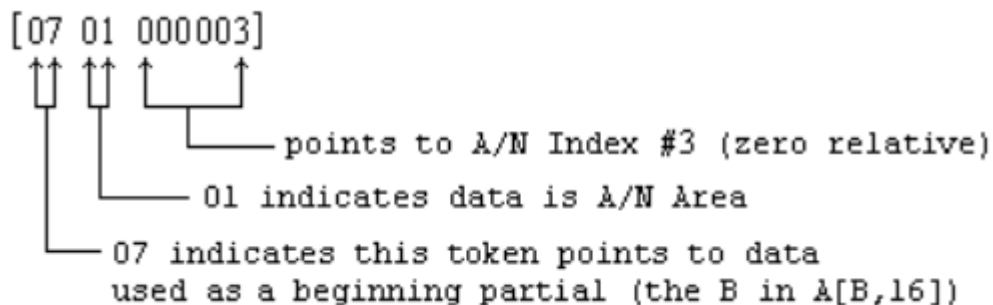 [07 01 000003]
points to A/N Index #3 (zero relative)
01 indicates data is A/N Area
07 indicates this token points to data
used as a beginning partial (the B in A[B,16])